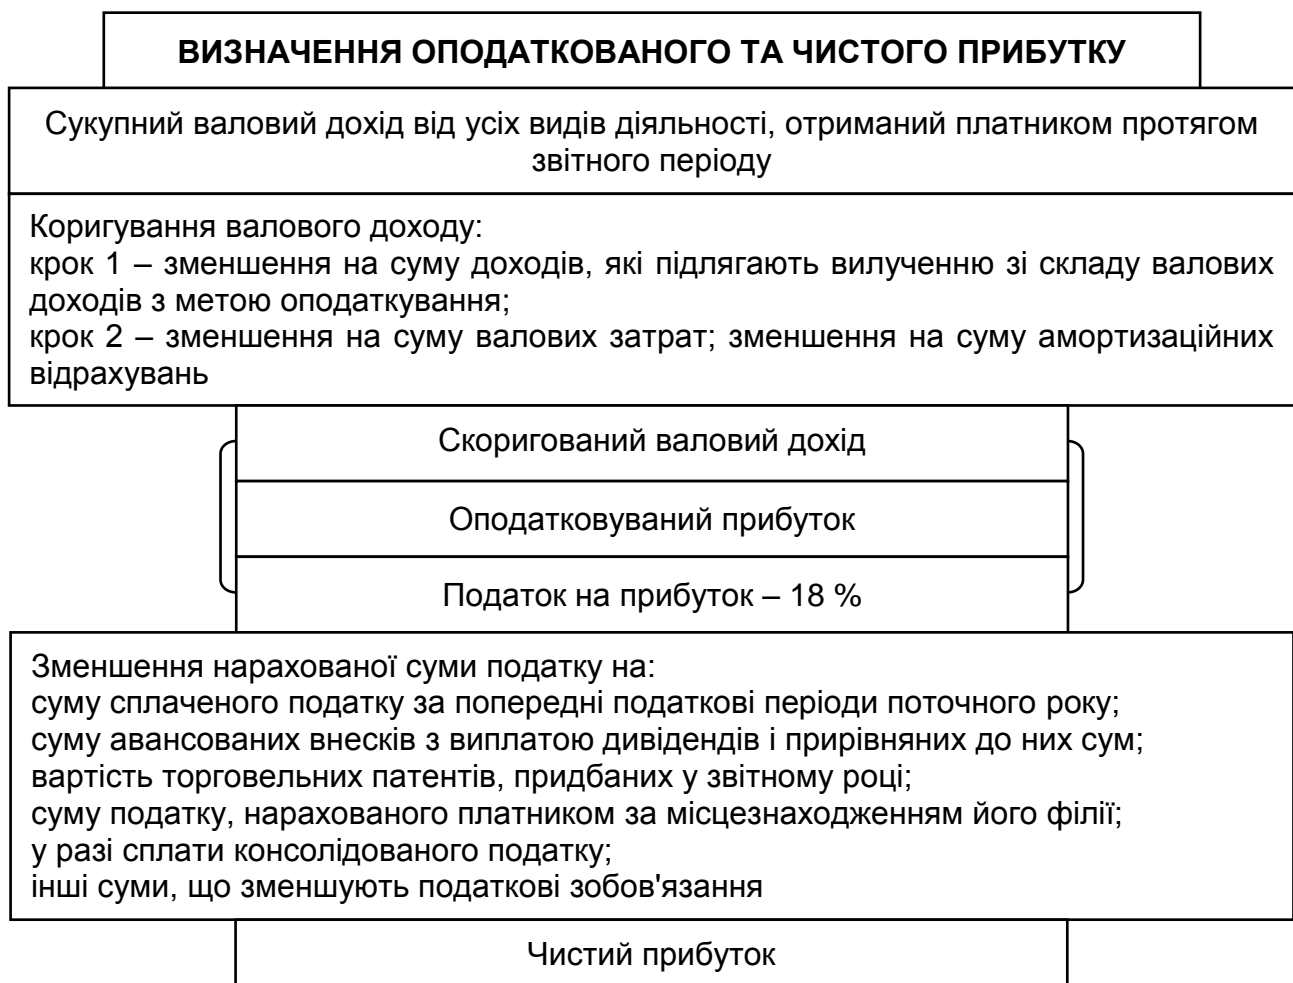 ВИЗНАЧЕННЯ ОПОДАТКОВАНОГО ТА ЧИСТОГО ПРИБУТКУ
Сукупний валовий дохід від усіх видів діяльності, отриманий платником протягом
звітного періоду
Коригування валового доходу:
крок 1 – зменшення на суму доходів, які підлягають вилученню зі складу валових
доходів з метою оподаткування;
крок 2 – зменшення на суму валових затрат; зменшення на суму амортизаційних
відрахувань
Скоригований валовий дохід
Оподатковуваний прибуток
Податок на прибуток – 18 %
Зменшення нарахованої суми податку на:
суму сплаченого податку за попередні податкові періоди поточного року;
суму авансованих внесків з виплатою дивідендів і прирівняних до них сум;
вартість торговельних патентів, придбаних у звітному році;
суму податку, нарахованого платником за місцезнаходженням його філії;
у разі сплати консолідованого податку;
інші суми, що зменшують податкові зобов'язання
Чистий прибуток